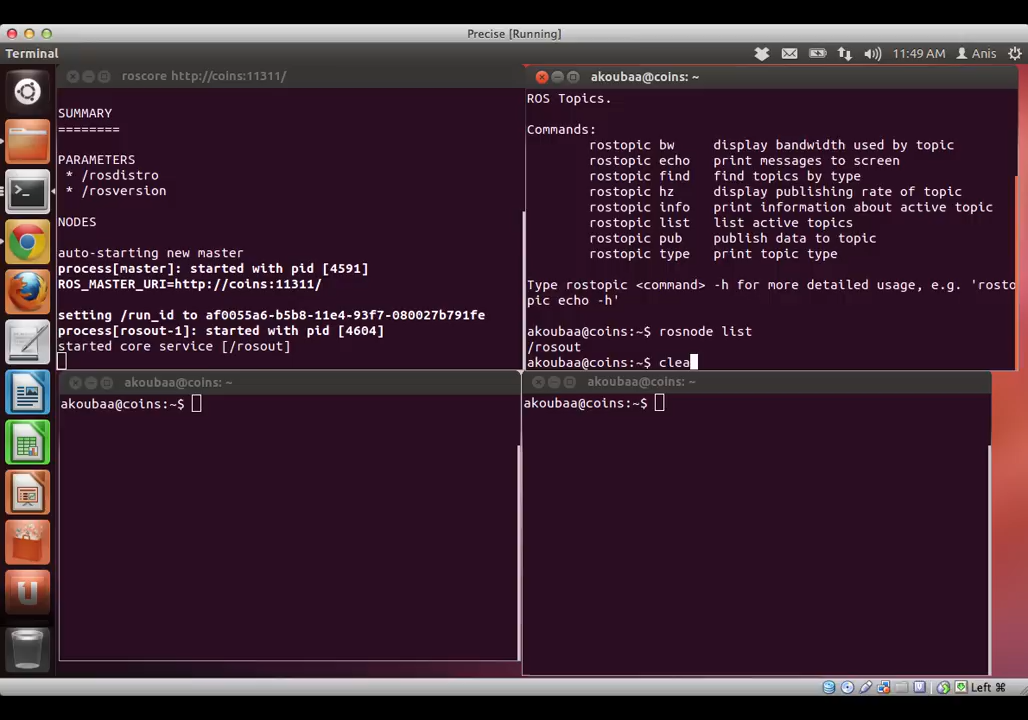 Precise [Running]
Terminal
11:49 AM
Anis
roscore http://coins:11311/
SUMMARY
========
PARAMETERS
* /rosdistro
* /rosversion
NODES
auto-starting new master
process[master]: started with pid [4591]
ROS_MASTER_URI=http://coins:11311/
setting /run_id to af0055a6-b5b8-11e4-93f7-080027b791fe
process[rosout-1]: started with pid [4604]
started core service [/rosout]
akoubaa@coins: ~
ROS Topics.
Commands:
rostopic bw display bandwidth used by topic
rostopic echo print messages to screen
rostopic find find topics by type
rostopic hz display publishing rate of topic
rostopic info print information about active topic
rostopic list list active topics
rostopic pub publish data to topic
rostopic type print topic type
Type rostopic <command> -h for more detailed usage, e.g. 'rosto
pic echo -h'
akoubaa@coins:~$ rosnode list
/rosout
akoubaa@coins:~$ clea
akoubaa@coins: ~
akoubaa@coins:~$
akoubaa@coins: ~
akoubaa@coins:~$
Left ⌘